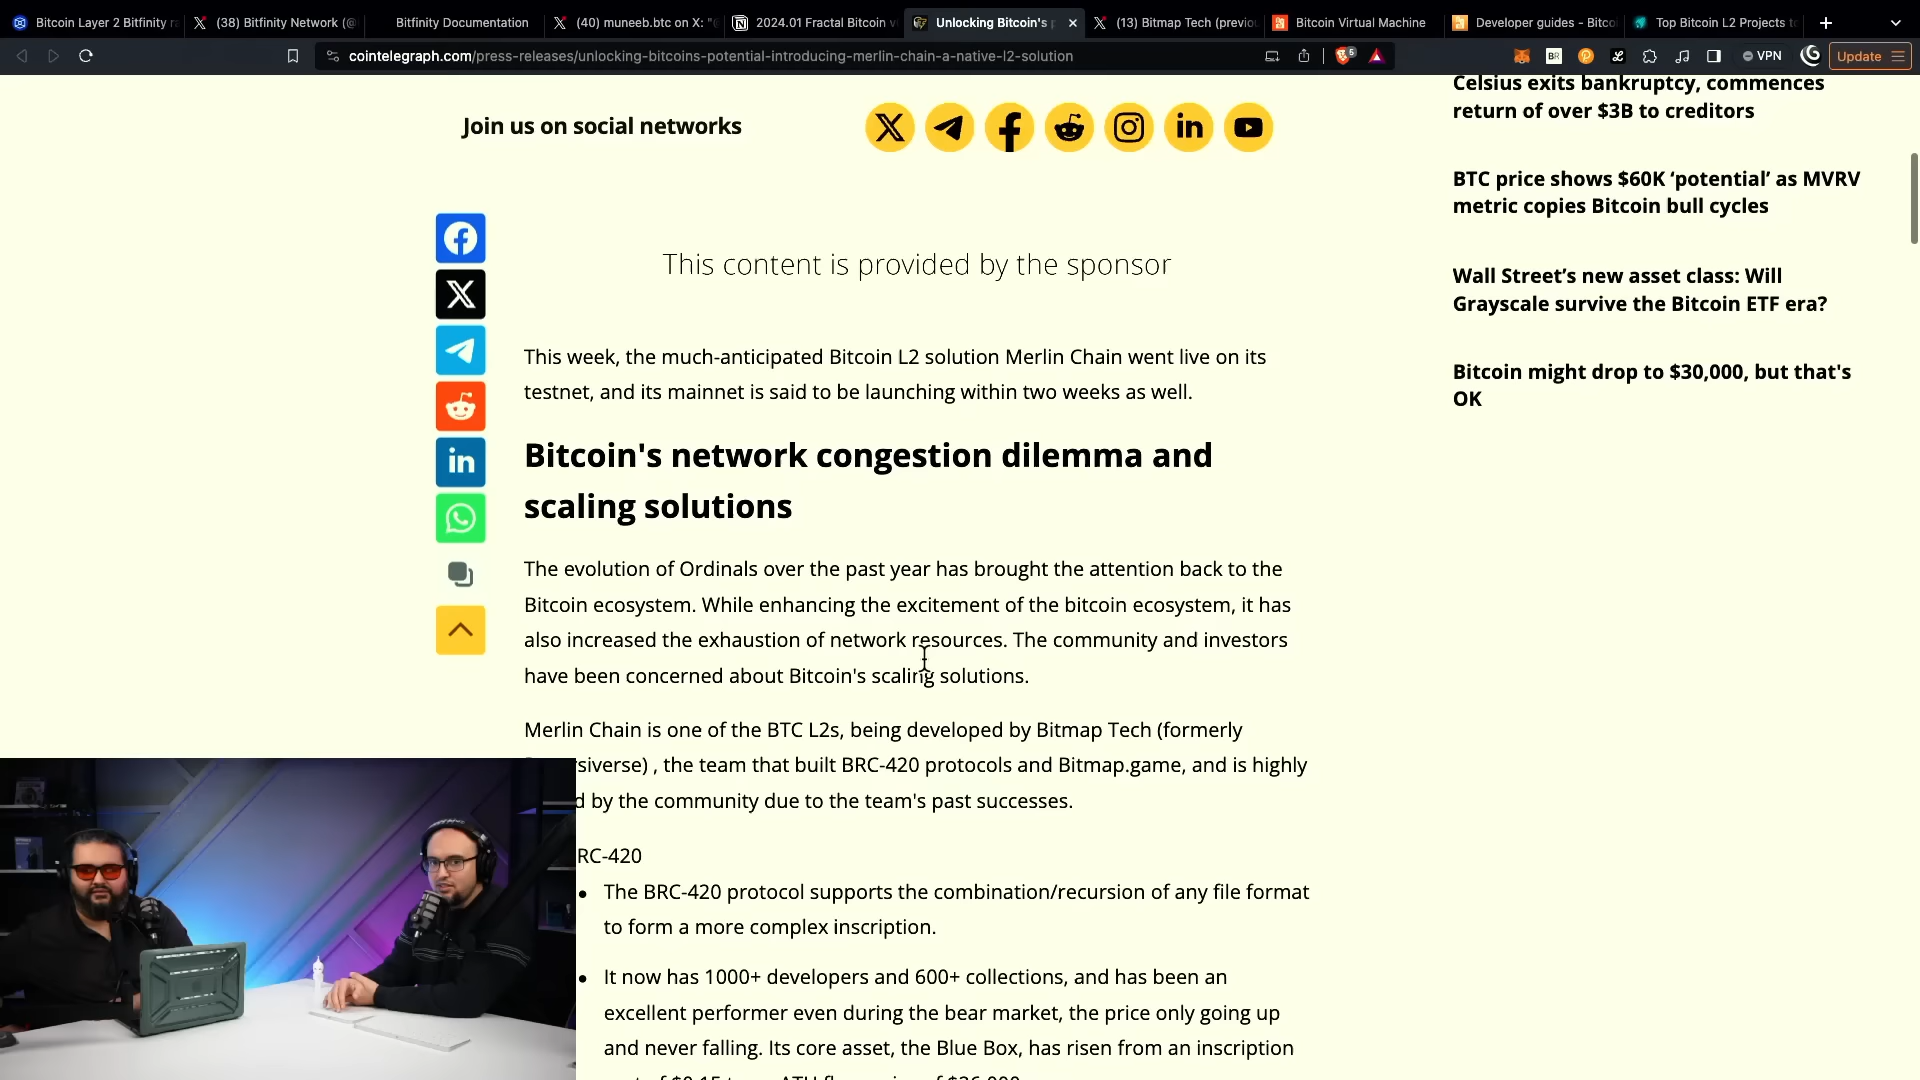 Bitcoin Layer 2 Bitfinity ra
(38) Bitfinity Network (@
Bitfinity Documentation
(40) muneeb.btc on X: "@
2024.01 Fractal Bitcoin v
Unlocking Bitcoin's p
(13) Bitmap Tech (previou
Bitcoin Virtual Machine
Developer guides - Bitcoi
Top Bitcoin L2 Projects to
cointelegraph.com/press-releases/unlocking-bitcoins-potential-introducing-merlin-chain-a-native-l2-solution
5
BR
VPN
Update
Join us on social networks
This content is provided by the sponsor
This week, the much-anticipated Bitcoin L2 solution Merlin Chain went live on its
testnet, and its mainnet is said to be launching within two weeks as well.
Bitcoin's network congestion dilemma and
scaling solutions
The evolution of Ordinals over the past year has brought the attention back to the
Bitcoin ecosystem. While enhancing the excitement of the bitcoin ecosystem, it has
also increased the exhaustion of network resources. The community and investors
have been concerned about Bitcoin's scaling solutions.
Merlin Chain is one of the BTC L2s, being developed by Bitmap Tech (formerly
siverse) , the team that built BRC-420 protocols and Bitmap.game, and is highly
d by the community due to the team's past successes.
RC-420
• The BRC-420 protocol supports the combination/recursion of any file format
to form a more complex inscription.
• It now has 1000+ developers and 600+ collections, and has been an
excellent performer even during the bear market, the price only going up
and never falling. Its core asset, the Blue Box, has risen from an inscription
Celsius exits bankruptcy, commences
return of over $3B to creditors
BTC price shows $60K ‘potential’ as MVRV
metric copies Bitcoin bull cycles
Wall Street’s new asset class: Will
Grayscale survive the Bitcoin ETF era?
Bitcoin might drop to $30,000, but that's
OK